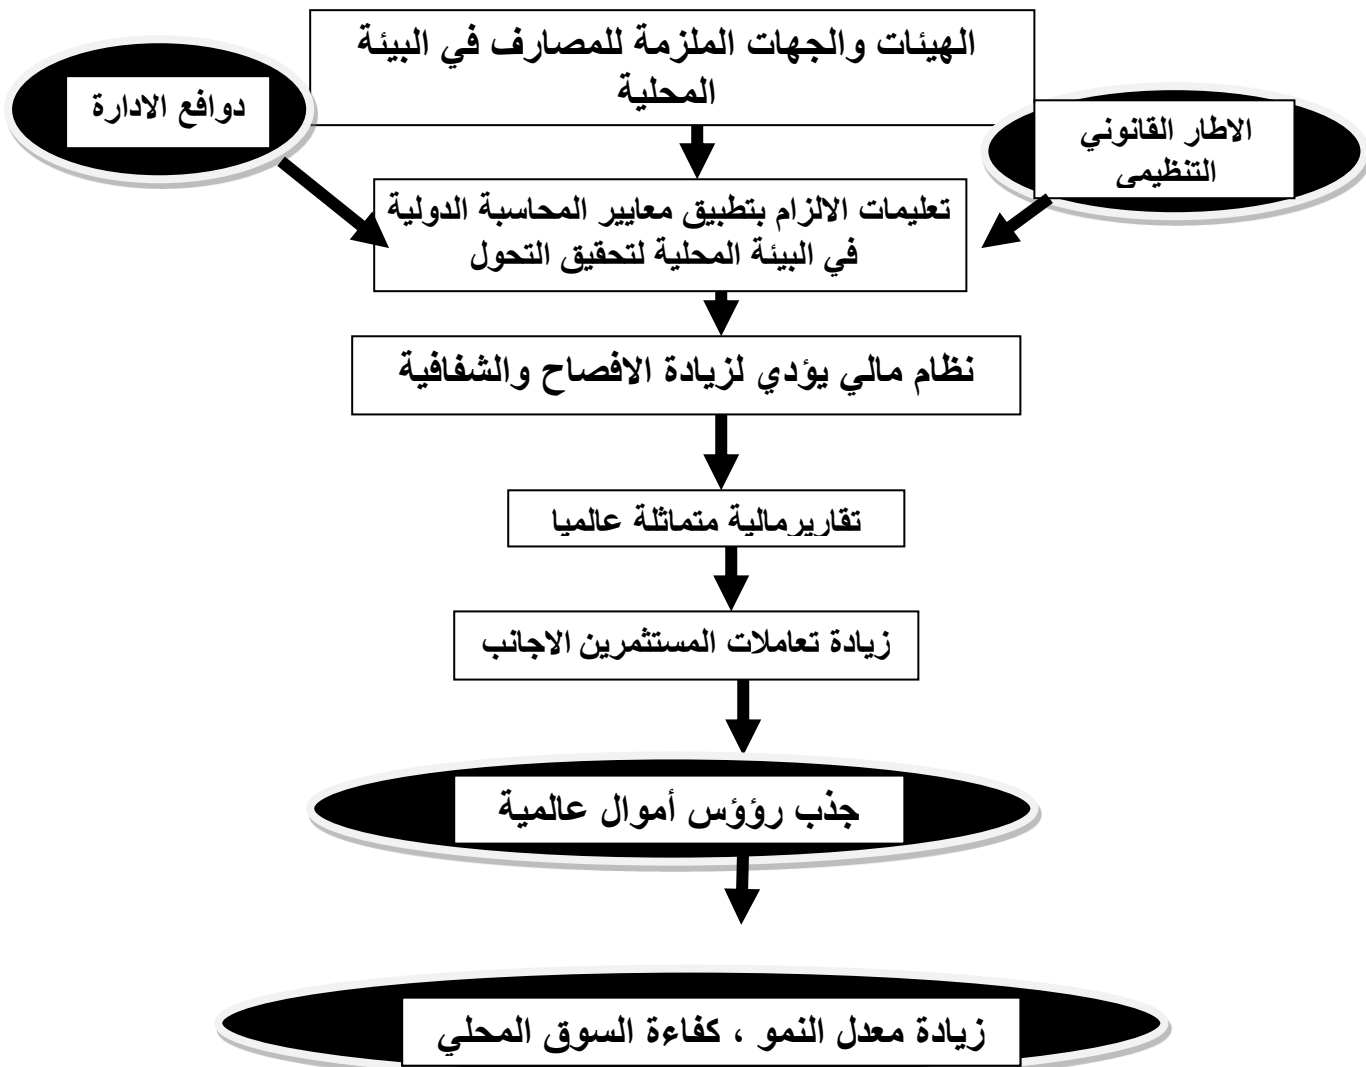 الهيئات والجهات الملزمة للمصارف في البيئة
المحلية
دوافع الادارة
الاطار القانوني
التنظيمي
تعليمات الالزام بتطبيق معايير المحاسبة الدولية
في البيئة المحلية لتحقيق التحول
نظام مالي يؤدي لزيادة الافصاح والشفافية
تقاريرمالية متماثلة عالميا
زيادة تعاملات المستثمرين الاجانب
جذب رؤؤس أموال عالمية
زيادة معدل النمو ، كفاءة السوق المحلي